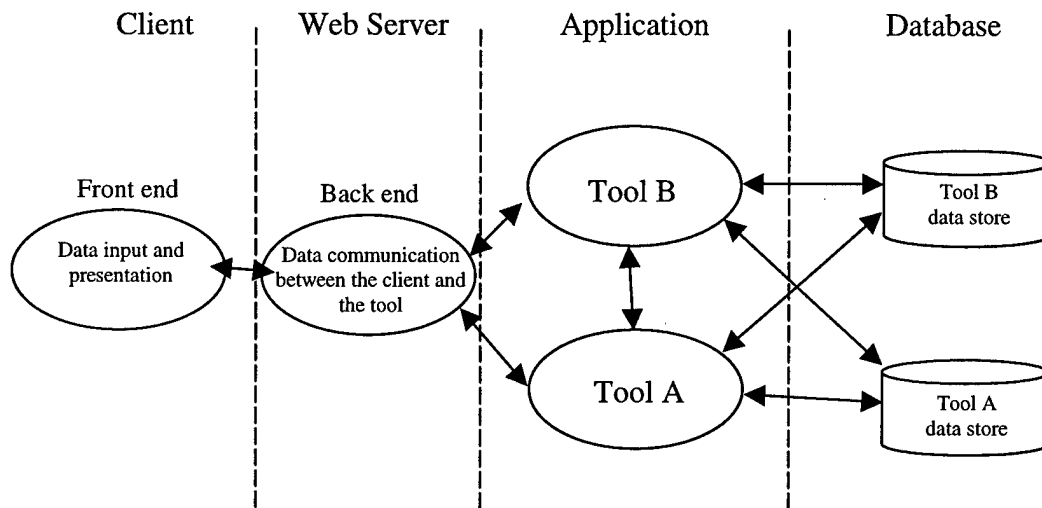 Client
Web Server
Application
Database
Front end
Data input and
presentation
Back end
Data communication
between the client and
the tool
Tool B
Tool A
Tool B
data store
Tool A
data store